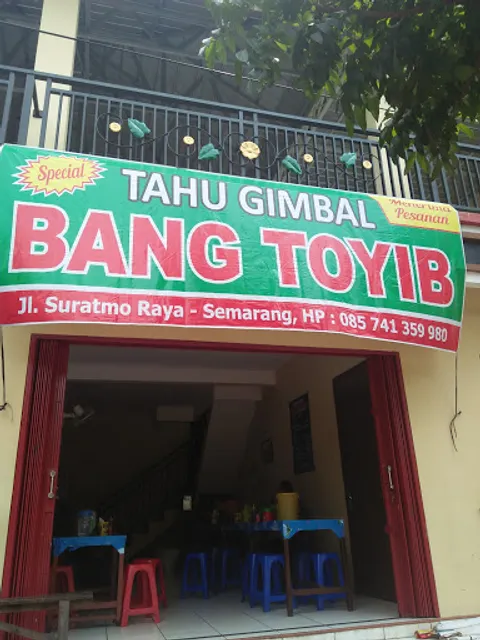 Special
TAHU GIMBAL
Menerima
Pesanan
BANG TOYIB
Jl. Suratmo Raya - Semarang, HP : 085 741 359 980